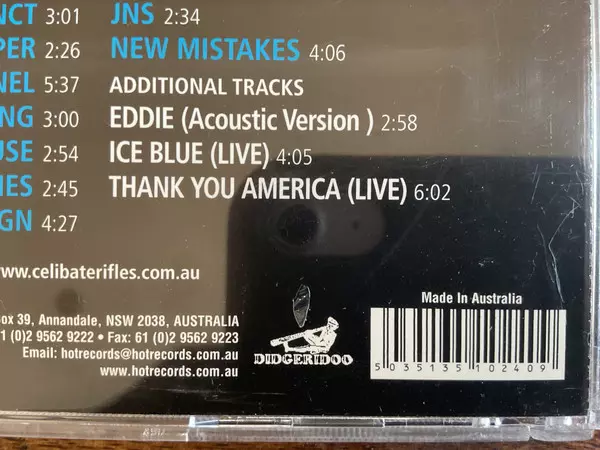 NCT 3:01
PER 2:26
NEL 5:37
NG 3:00
USE 2:54
IES 2:45
GN 4:27
JNS 2:34
NEW MISTAKES 4:06
ADDITIONAL TRACKS
EDDIE (Acoustic Version ) 2:58
ICE BLUE (LIVE) 4:05
THANK YOU AMERICA (LIVE) 6:02
www.celibaterifles.com.au
Box 39, Annandale, NSW 2038, AUSTRALIA
1 (0)2 9562 9222 • Fax: 61 (0)2 9562 9223
Email: hotrecords@hotrecords.com.au
www.hotrecords.com.au
DIDGERIDOO
Made In Australia
5035135102409